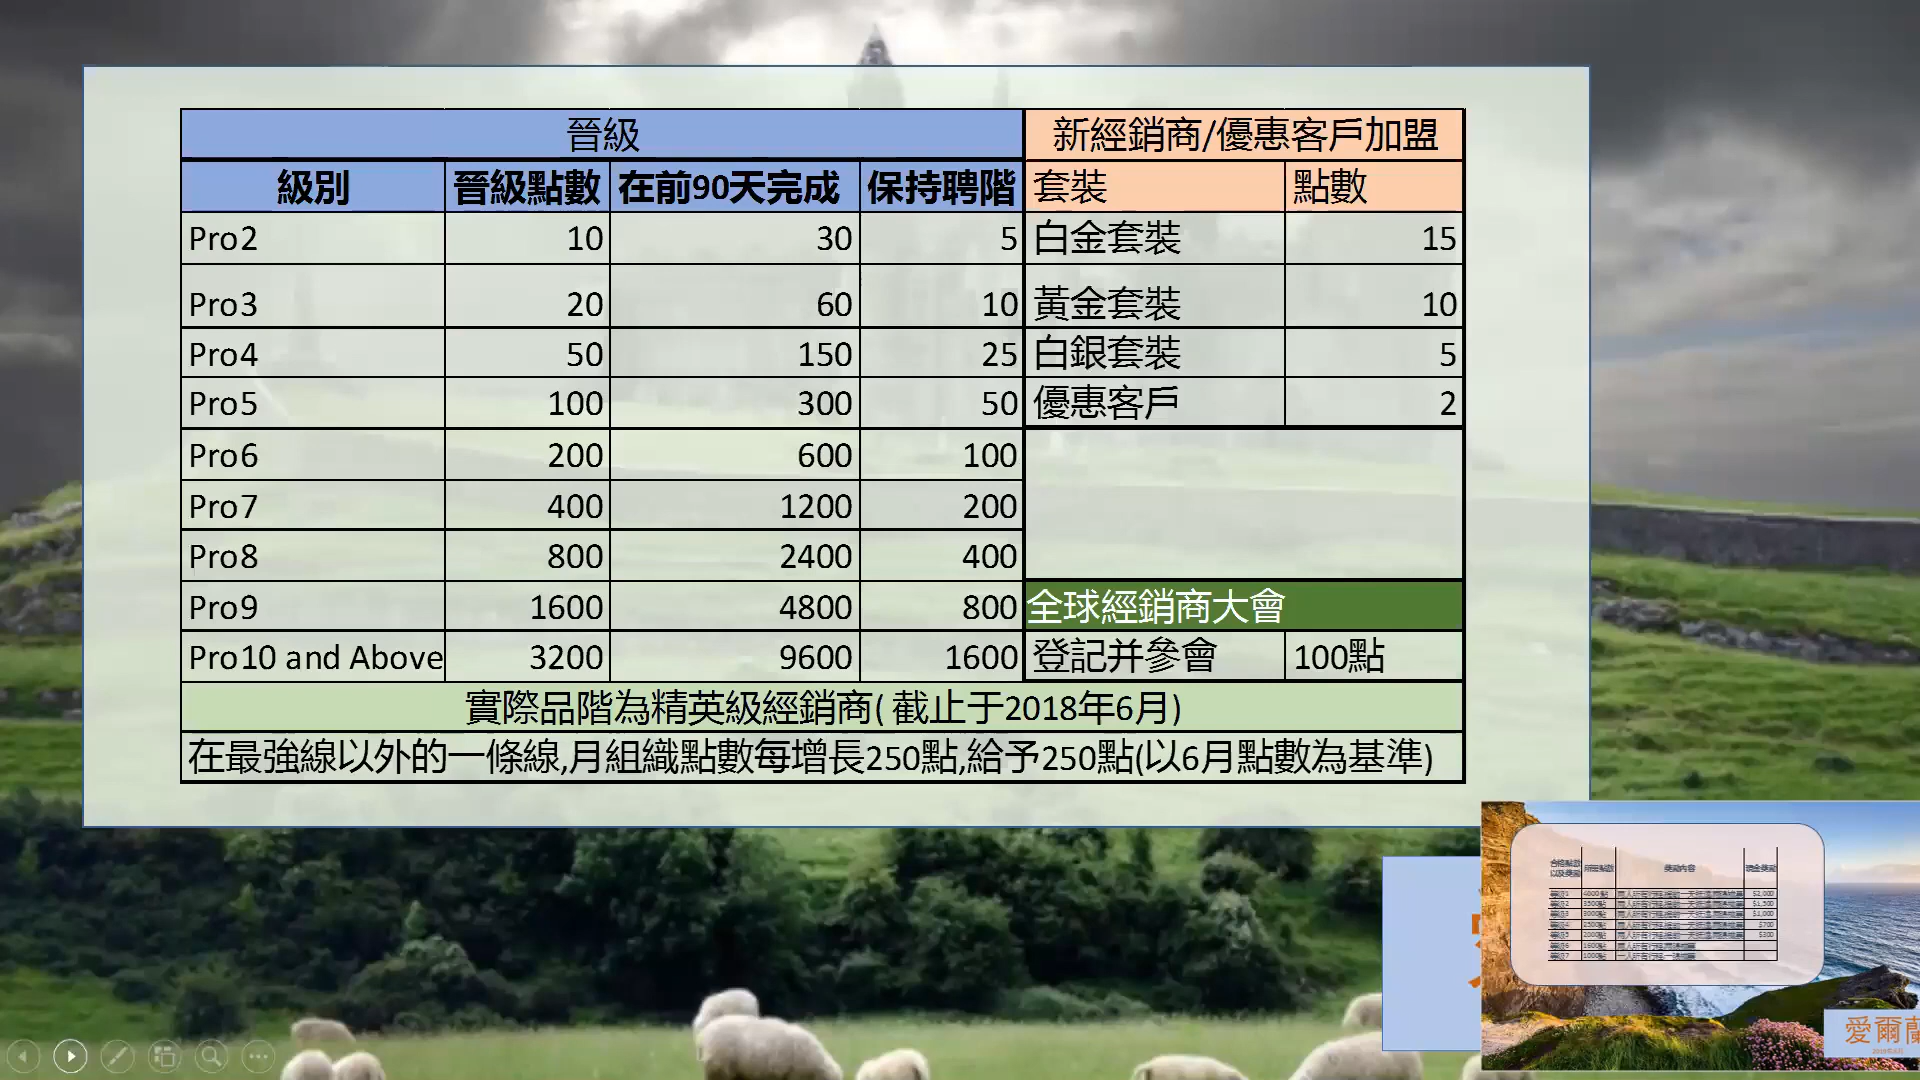 晉級 新經銷商/優惠客戶加盟
級別 晉級點數 在前90天完成 保持聘階 套裝 點數
Pro2 10 30 5 白金套裝 15
Pro3 20 60 10 黃金套裝 10
Pro4 50 150 25 白銀套裝 5
Pro5 100 300 50 優惠客戶 2
Pro6 200 600 100
Pro7 400 1200 200
Pro8 800 2400 400
Pro9 1600 4800 800 全球經銷商大會
Pro10 and Above 3200 9600 1600 登記并參會 100點
實際品階為精英級經銷商( 截止于2018年6月)
在最強線以外的一條線,月組織點數每增長250點,給予250點(以6月點數為基準)
$2,000
$1,500
$1,000
$700
$300
愛爾蘭